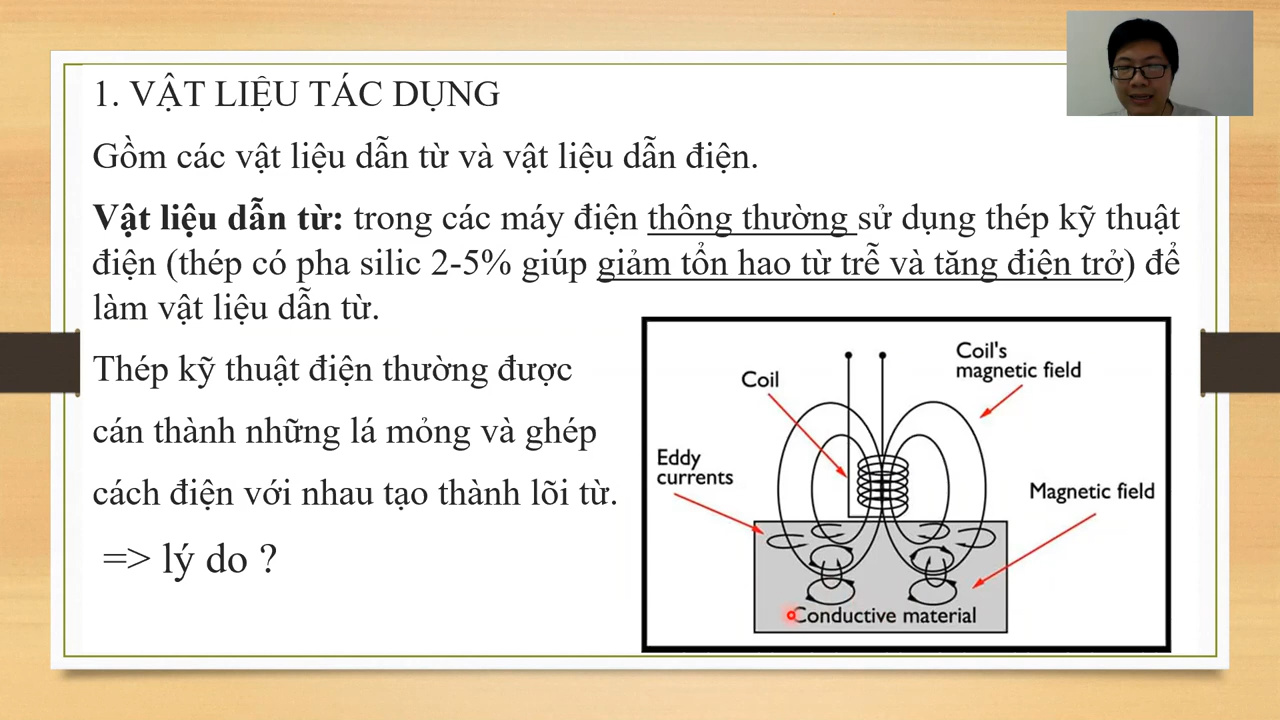 1. VẬT LIỆU TÁC DỤNG
Gồm các vật liệu dẫn từ và vật liệu dẫn điện.
Vật liệu dẫn từ: trong các máy điện thông thường sử dụng thép kỹ thuật
điện (thép có pha silic 2-5% giúp giảm tổn hao từ trễ và tăng điện trở) để
làm vật liệu dẫn từ.
Thép kỹ thuật điện thường được
cán thành những lá mỏng và ghép
cách điện với nhau tạo thành lõi từ.
=> lý do ?
Coil's
magnetic field
Coil
Eddy
currents
Magnetic field
Conductive material